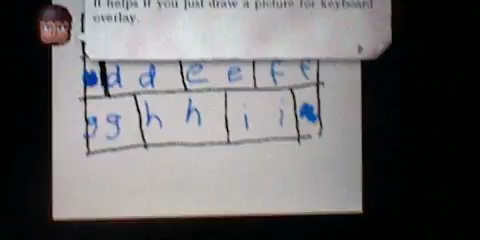 It helps if you just draw a picture for keyboard
overlay.
d d e e f f
g g h h i i